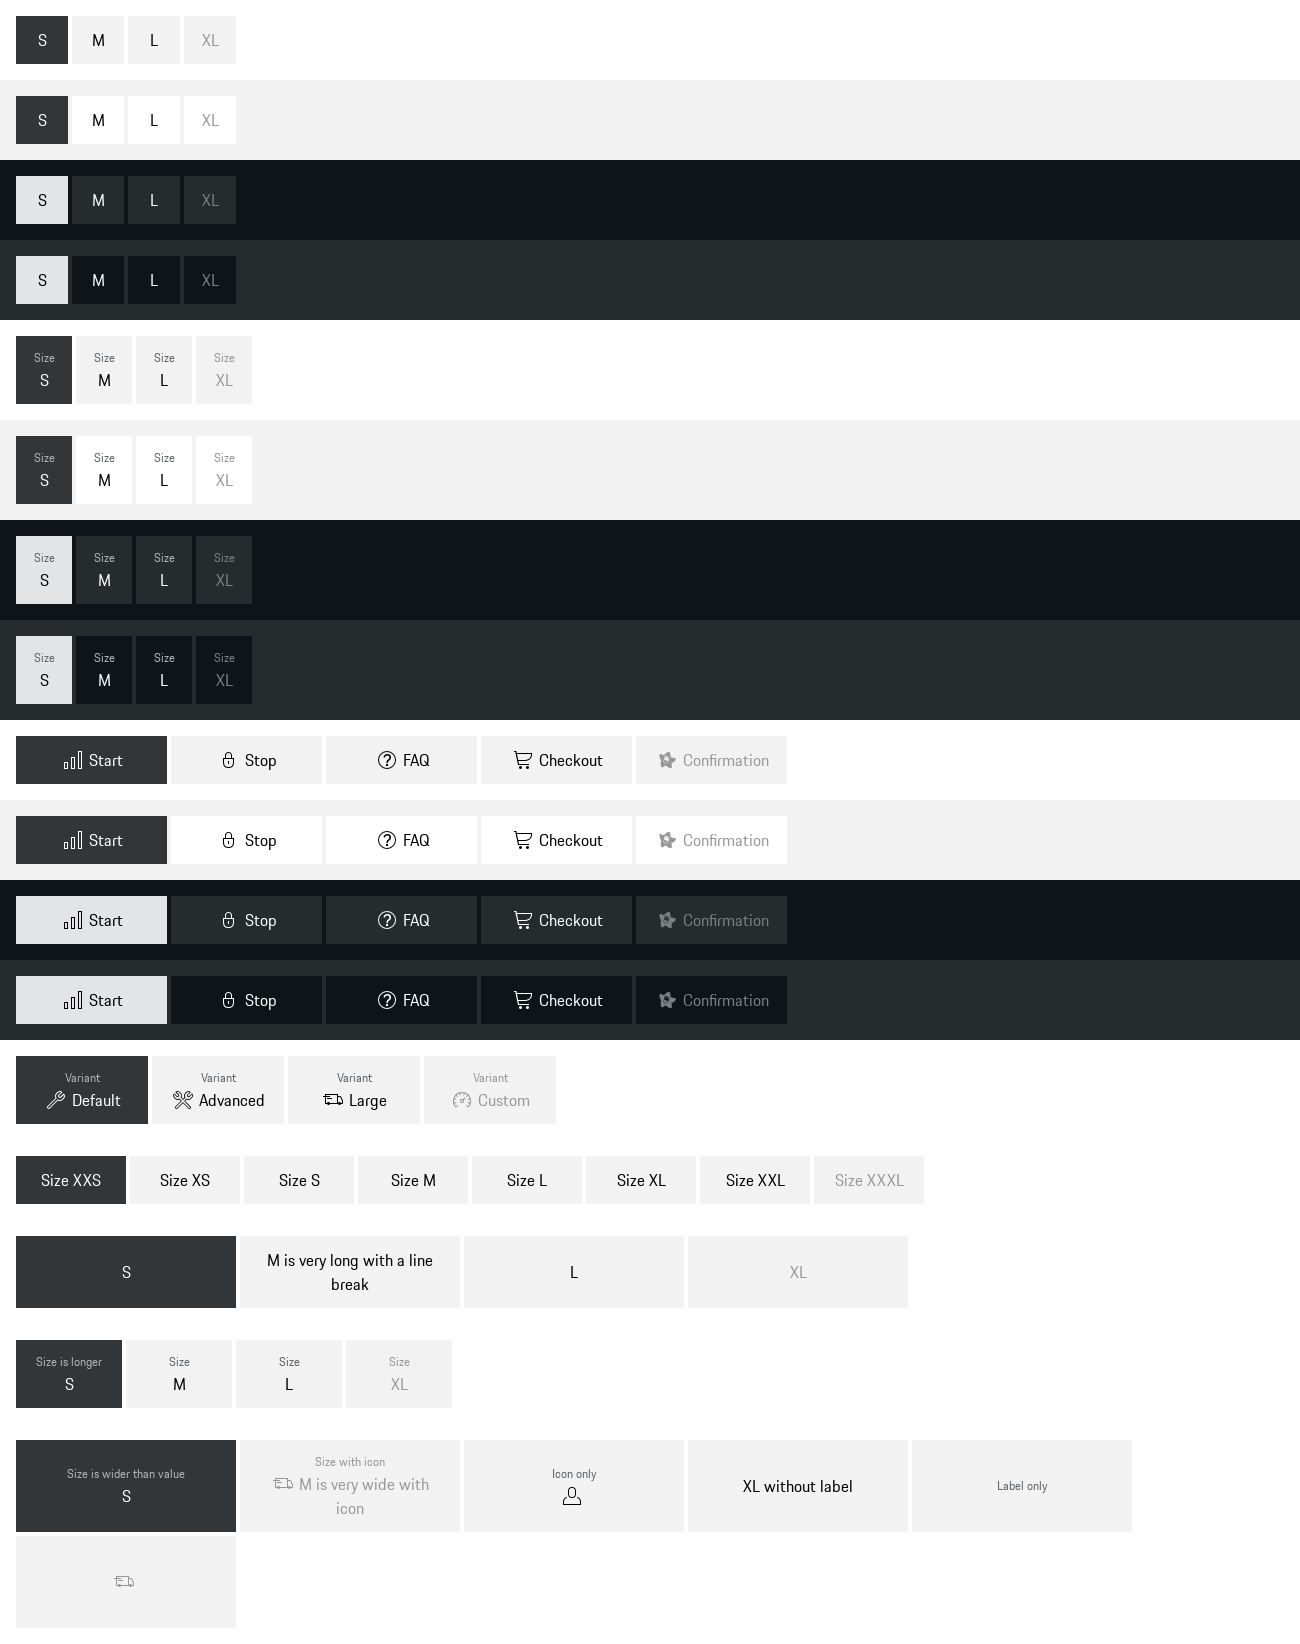 S M L XL
S M L XL
S M L XL
S M L XL
Size Size Size Size
S M L XL
Size Size Size Size
S M L XL
Size Size Size Size
S M L XL
Size Size Size Size
S M L XL
Start Stop FAQ Checkout Confirmation
Start Stop FAQ Checkout Confirmation
Start Stop FAQ Checkout Confirmation
Start Stop FAQ Checkout Confirmation
Variant Variant Variant Variant
Default Advanced Large Custom
Size XXS Size XS Size S Size M Size L Size XL Size XXL Size XXXL
S
M is very long with a line
break
L
XL
Size is longer Size Size Size
S M L XL
Size is wider than value
S
Size with icon
M is very wide with
icon
Icon only
XL without label
Label only